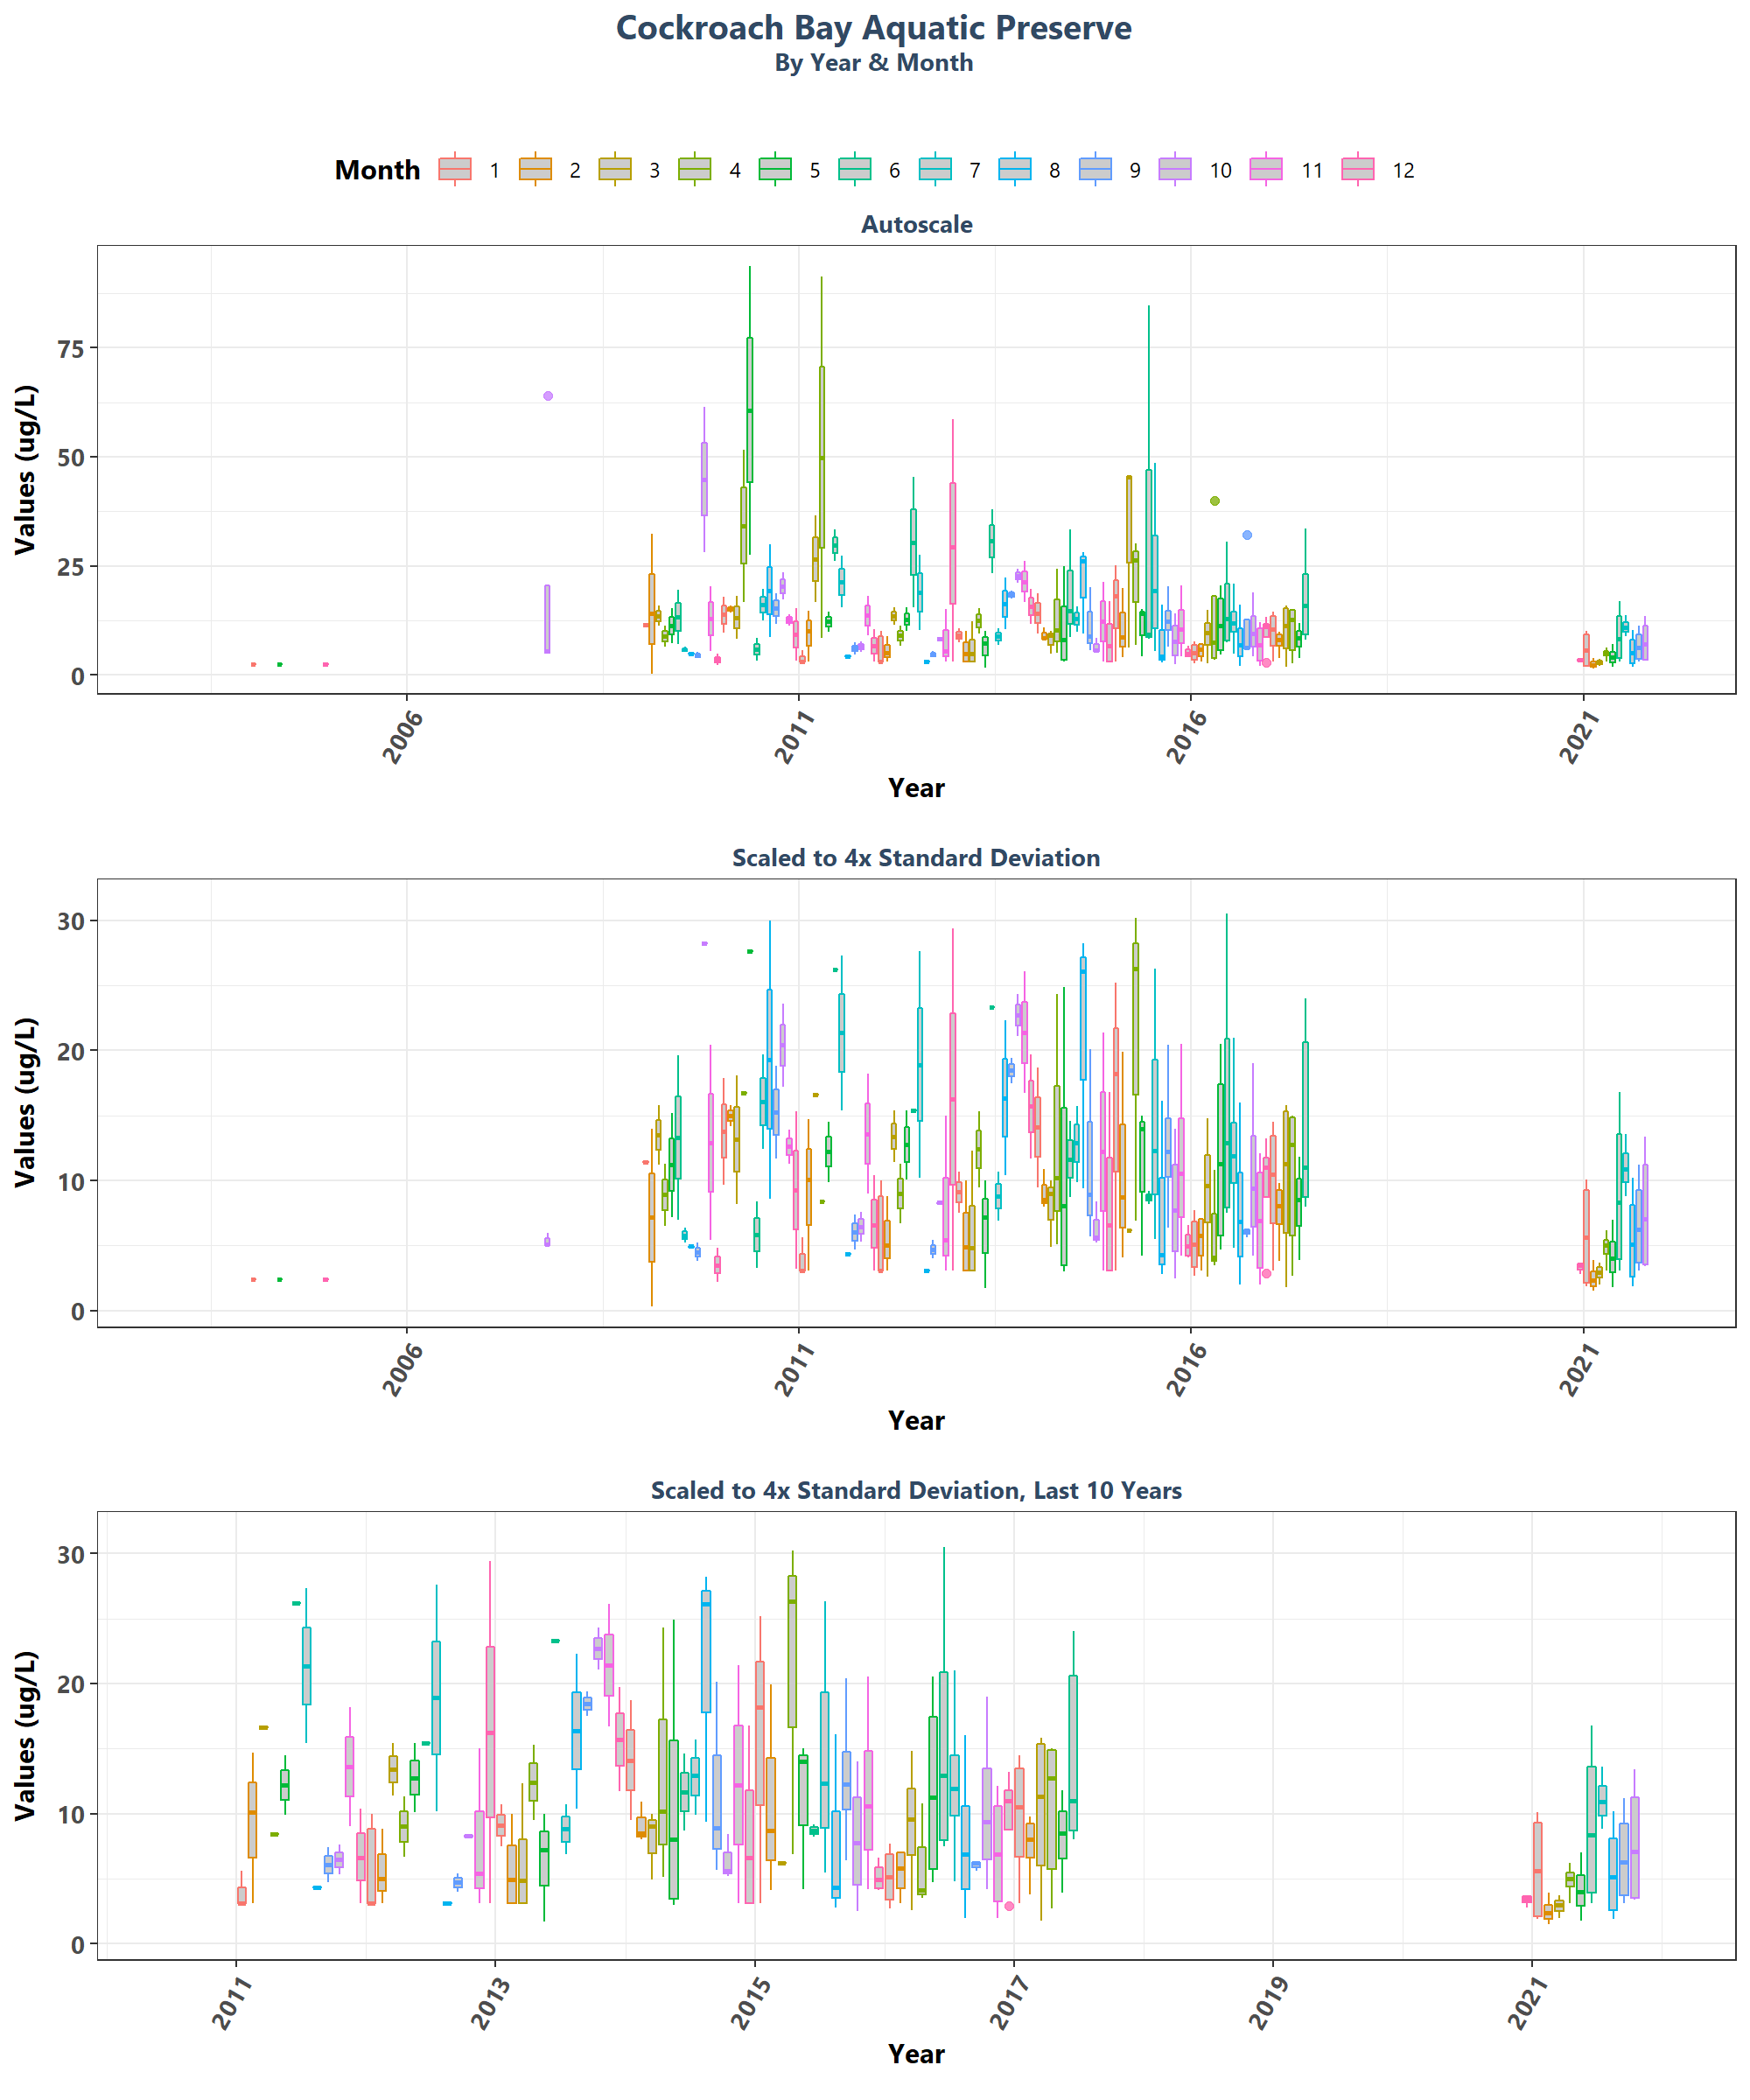 Cockroach Bay Aquatic Preserve
By Year & Month
Month 1 2 3 4 5 6 7 8 9 10 11 12
Autoscale
Values (ug/L)
75
50
25
0
2006 2011 2016 2021
Year
Scaled to 4x Standard Deviation
Values (ug/L)
30
20
10
0
2006 2011 2016 2021
Year
Scaled to 4x Standard Deviation, Last 10 Years
Values (ug/L)
30
20
10
0
2011 2013 2015 2017 2019 2021
Year